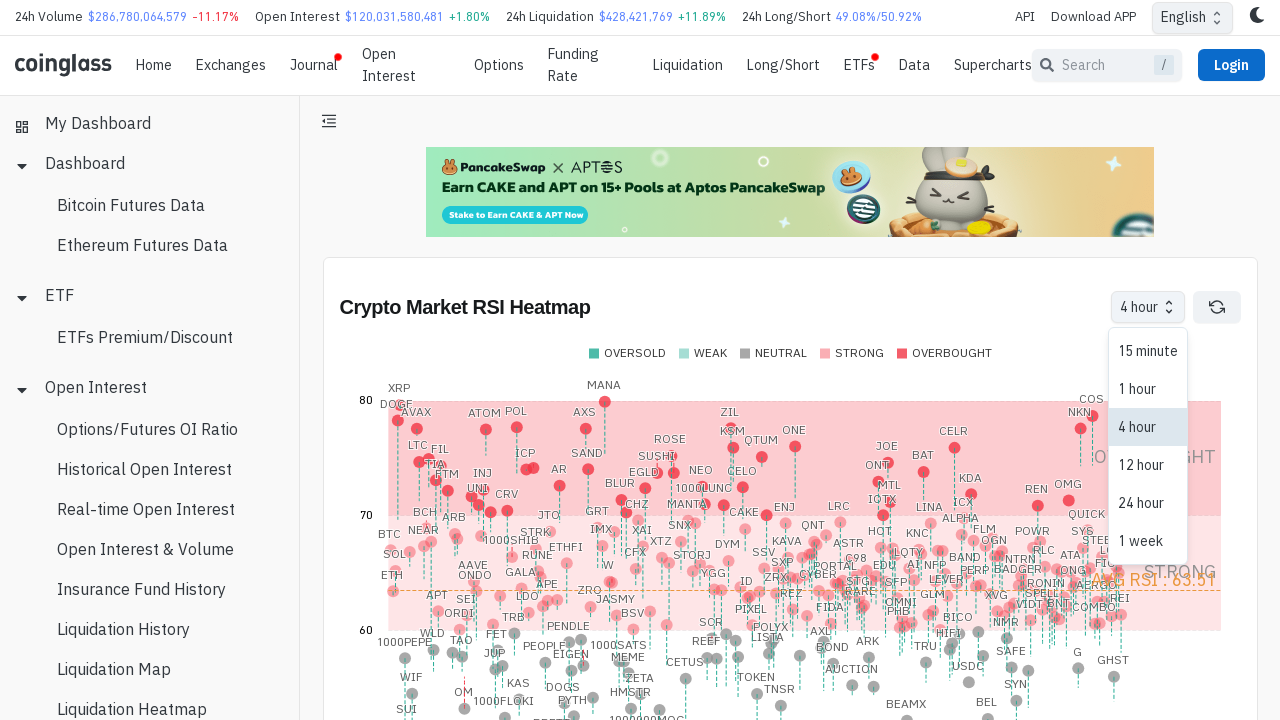 24h Volume $286,780,064,579 -11.17% Open Interest $120,031,580,481 +1.80% 24h Liquidation $428,421,769 +11.89% 24h Long/Short 49.08%/50.92% API Download APP English
coinglass Home Exchanges Journal Open Interest Options Funding Rate Liquidation Long/Short ETFs Data Supercharts Search / Login
My Dashboard
Dashboard
Bitcoin Futures Data
Ethereum Futures Data
ETF
ETFs Premium/Discount
Open Interest
Options/Futures OI Ratio
Historical Open Interest
Real-time Open Interest
Open Interest & Volume
Insurance Fund History
Liquidation History
Liquidation Map
Liquidation Heatmap
PancakeSwap × APTOS
Earn CAKE and APT on 15+ Pools at Aptos PancakeSwap
Stake to Earn CAKE & APT Now
Crypto Market RSI Heatmap
4 hour
15 minute
1 hour
4 hour
12 hour
24 hour
1 week
OVERSOLD WEAK NEUTRAL STRONG OVERBOUGHT
80
XRP MANA
DOGE AVAX ATOM POL AXS ZIL COS NKN
KSM QTUM ONE CELR
LTC FIL ICP SAND ROSE SUSHI JOE BAT
TIA FTM INJ AR EGLD NEO CELO ONT KDA
UNI CRV BLUR 1000LUNC MTL REN OMG
70
BCH ARB JTO GRT CHZ MANTA CAKE ENJ LRC IOTX LINA ICX QUICK
BTC NEAR 1000SHIB STRK IMX XAI SNX QNT HOT KNC ALPHA FLM POWR SYS
SOL RUNE ETHFI CFX XTZ DYM KAVA ASTR OGN STEE
ETH AAVE ONDO GALA W STORJ SSV SXP C98 LQTY BAND NTRN RLC ATA STRONG
APE YGG ID ZRX CYBER PORTAL EDU AI NFP PERP BADGER ONG
AVG RSI : 63.51
APT SEI LDO ZRO JASMY REZ RARE SFP LEVER XVG RONIN
ORDI TRB BSV PIXEL FIDA OMNI GLM VIDT SPELL BNT COMBO REI
60
WLD FET PENDLE SOR POLYX AXL PHB BICO NMR
1000PEPE TAO PEOPLE 1000SATS REEF LISTA ARK HIFI
JUP EIGEN MEME CETUS BOND TRU SAFE G GHST
WIF OM KAS DOGS ZETA TOKEN AUCTION USDC
SUI 1000FLOKI PYTH HMSTR TNSR BEAMX BEL SYN